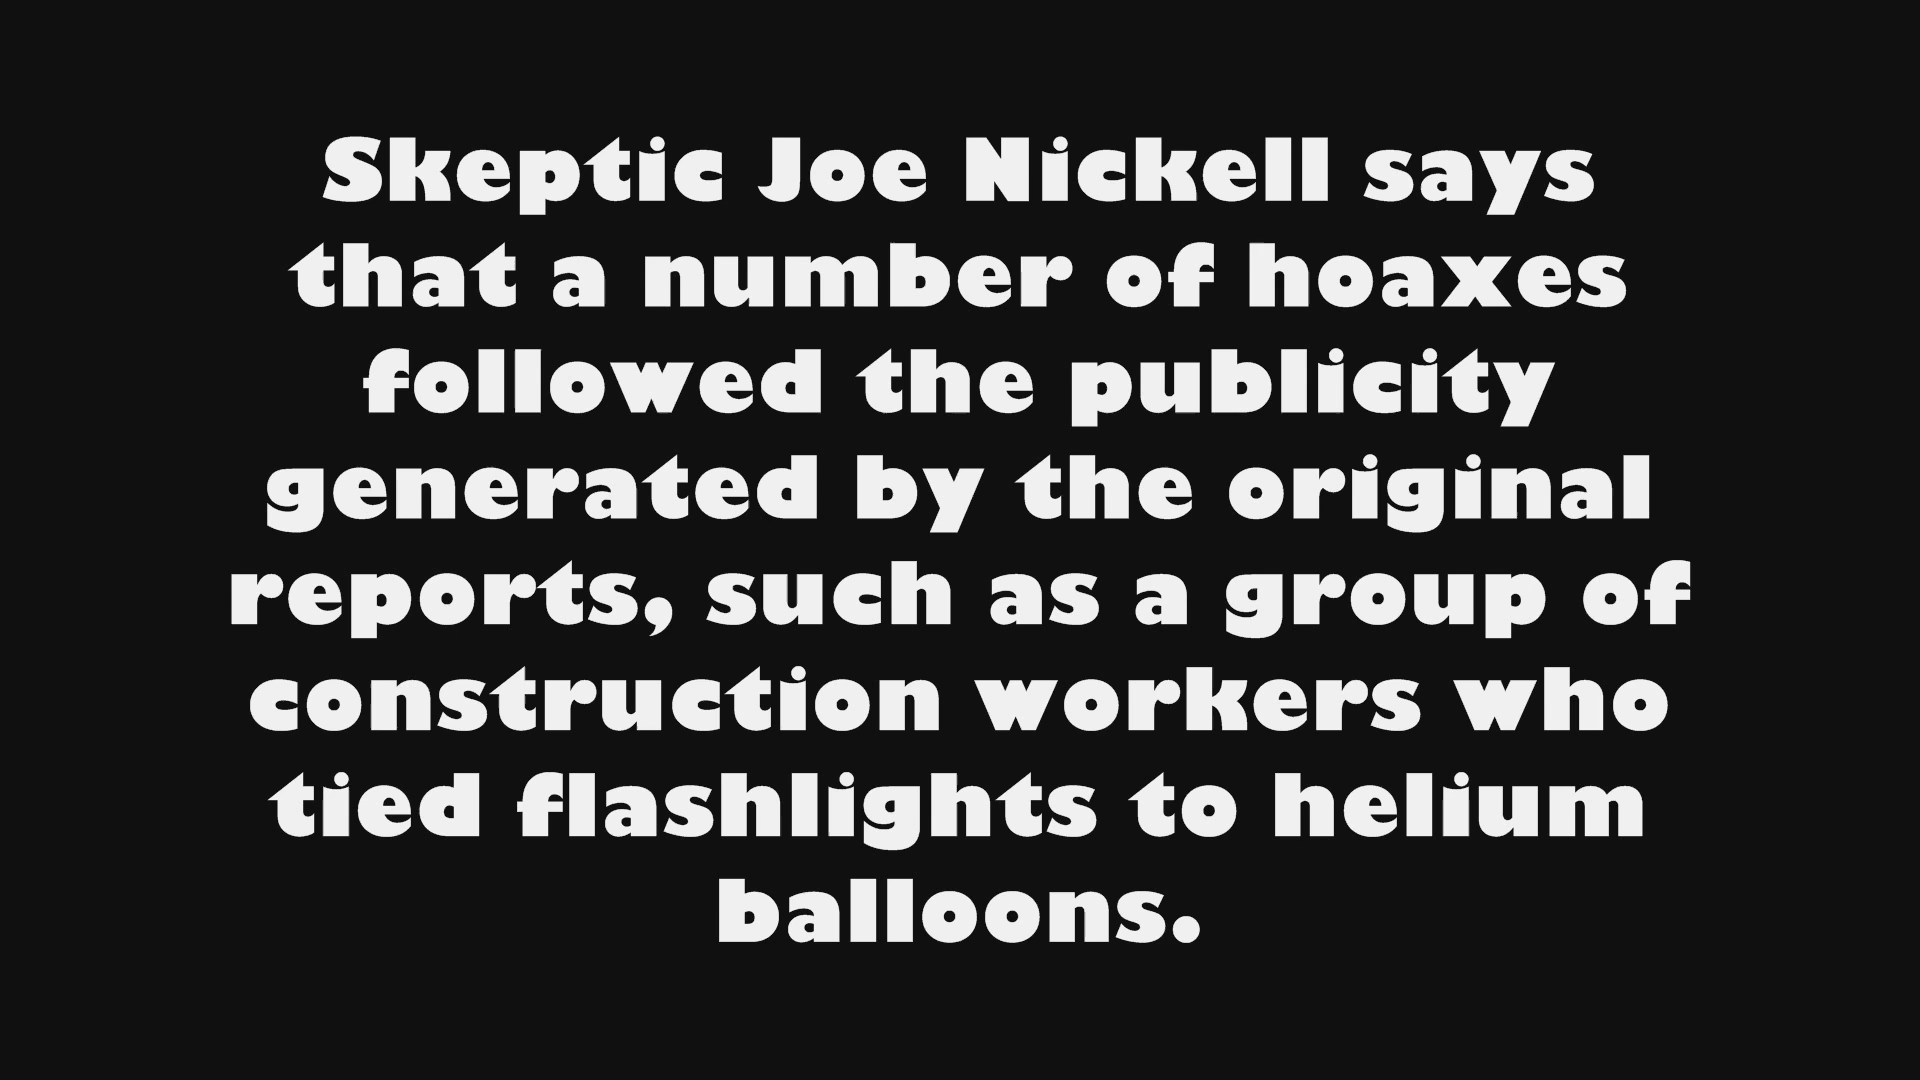 Skeptic Joe Nickell says
that a number of hoaxes
followed the publicity
generated by the original
reports, such as a group of
construction workers who
tied flashlights to helium
balloons.